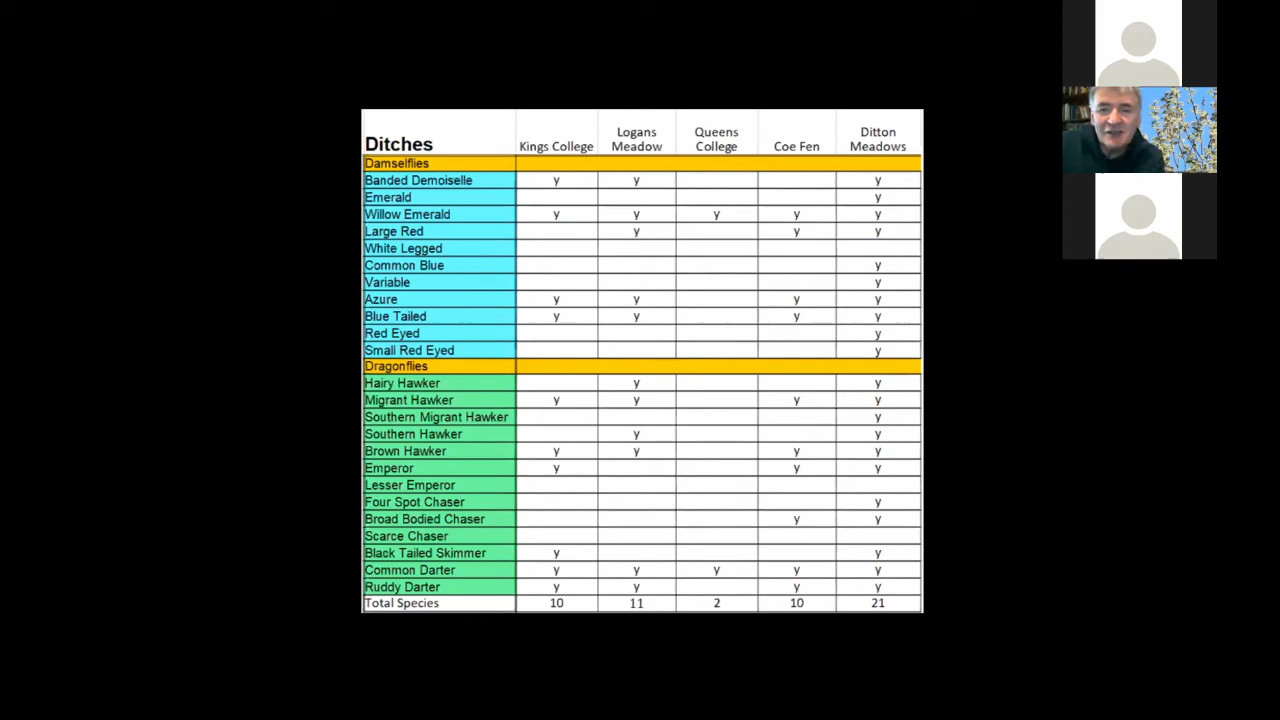 Ditches Kings College Logans Meadow Queens College Coe Fen Ditton Meadows
Damselflies
Banded Demoiselle y y y
Emerald y
Willow Emerald y y y y y
Large Red y y y
White Legged
Common Blue y
Variable y
Azure y y y y
Blue Tailed y y y y
Red Eyed y
Small Red Eyed y
Dragonflies
Hairy Hawker y y
Migrant Hawker y y y y
Southern Migrant Hawker y
Southern Hawker y y
Brown Hawker y y y y
Emperor y y y
Lesser Emperor
Four Spot Chaser y
Broad Bodied Chaser y y
Scarce Chaser
Black Tailed Skimmer y y
Common Darter y y y y y
Ruddy Darter y y y y
Total Species 10 11 2 10 21